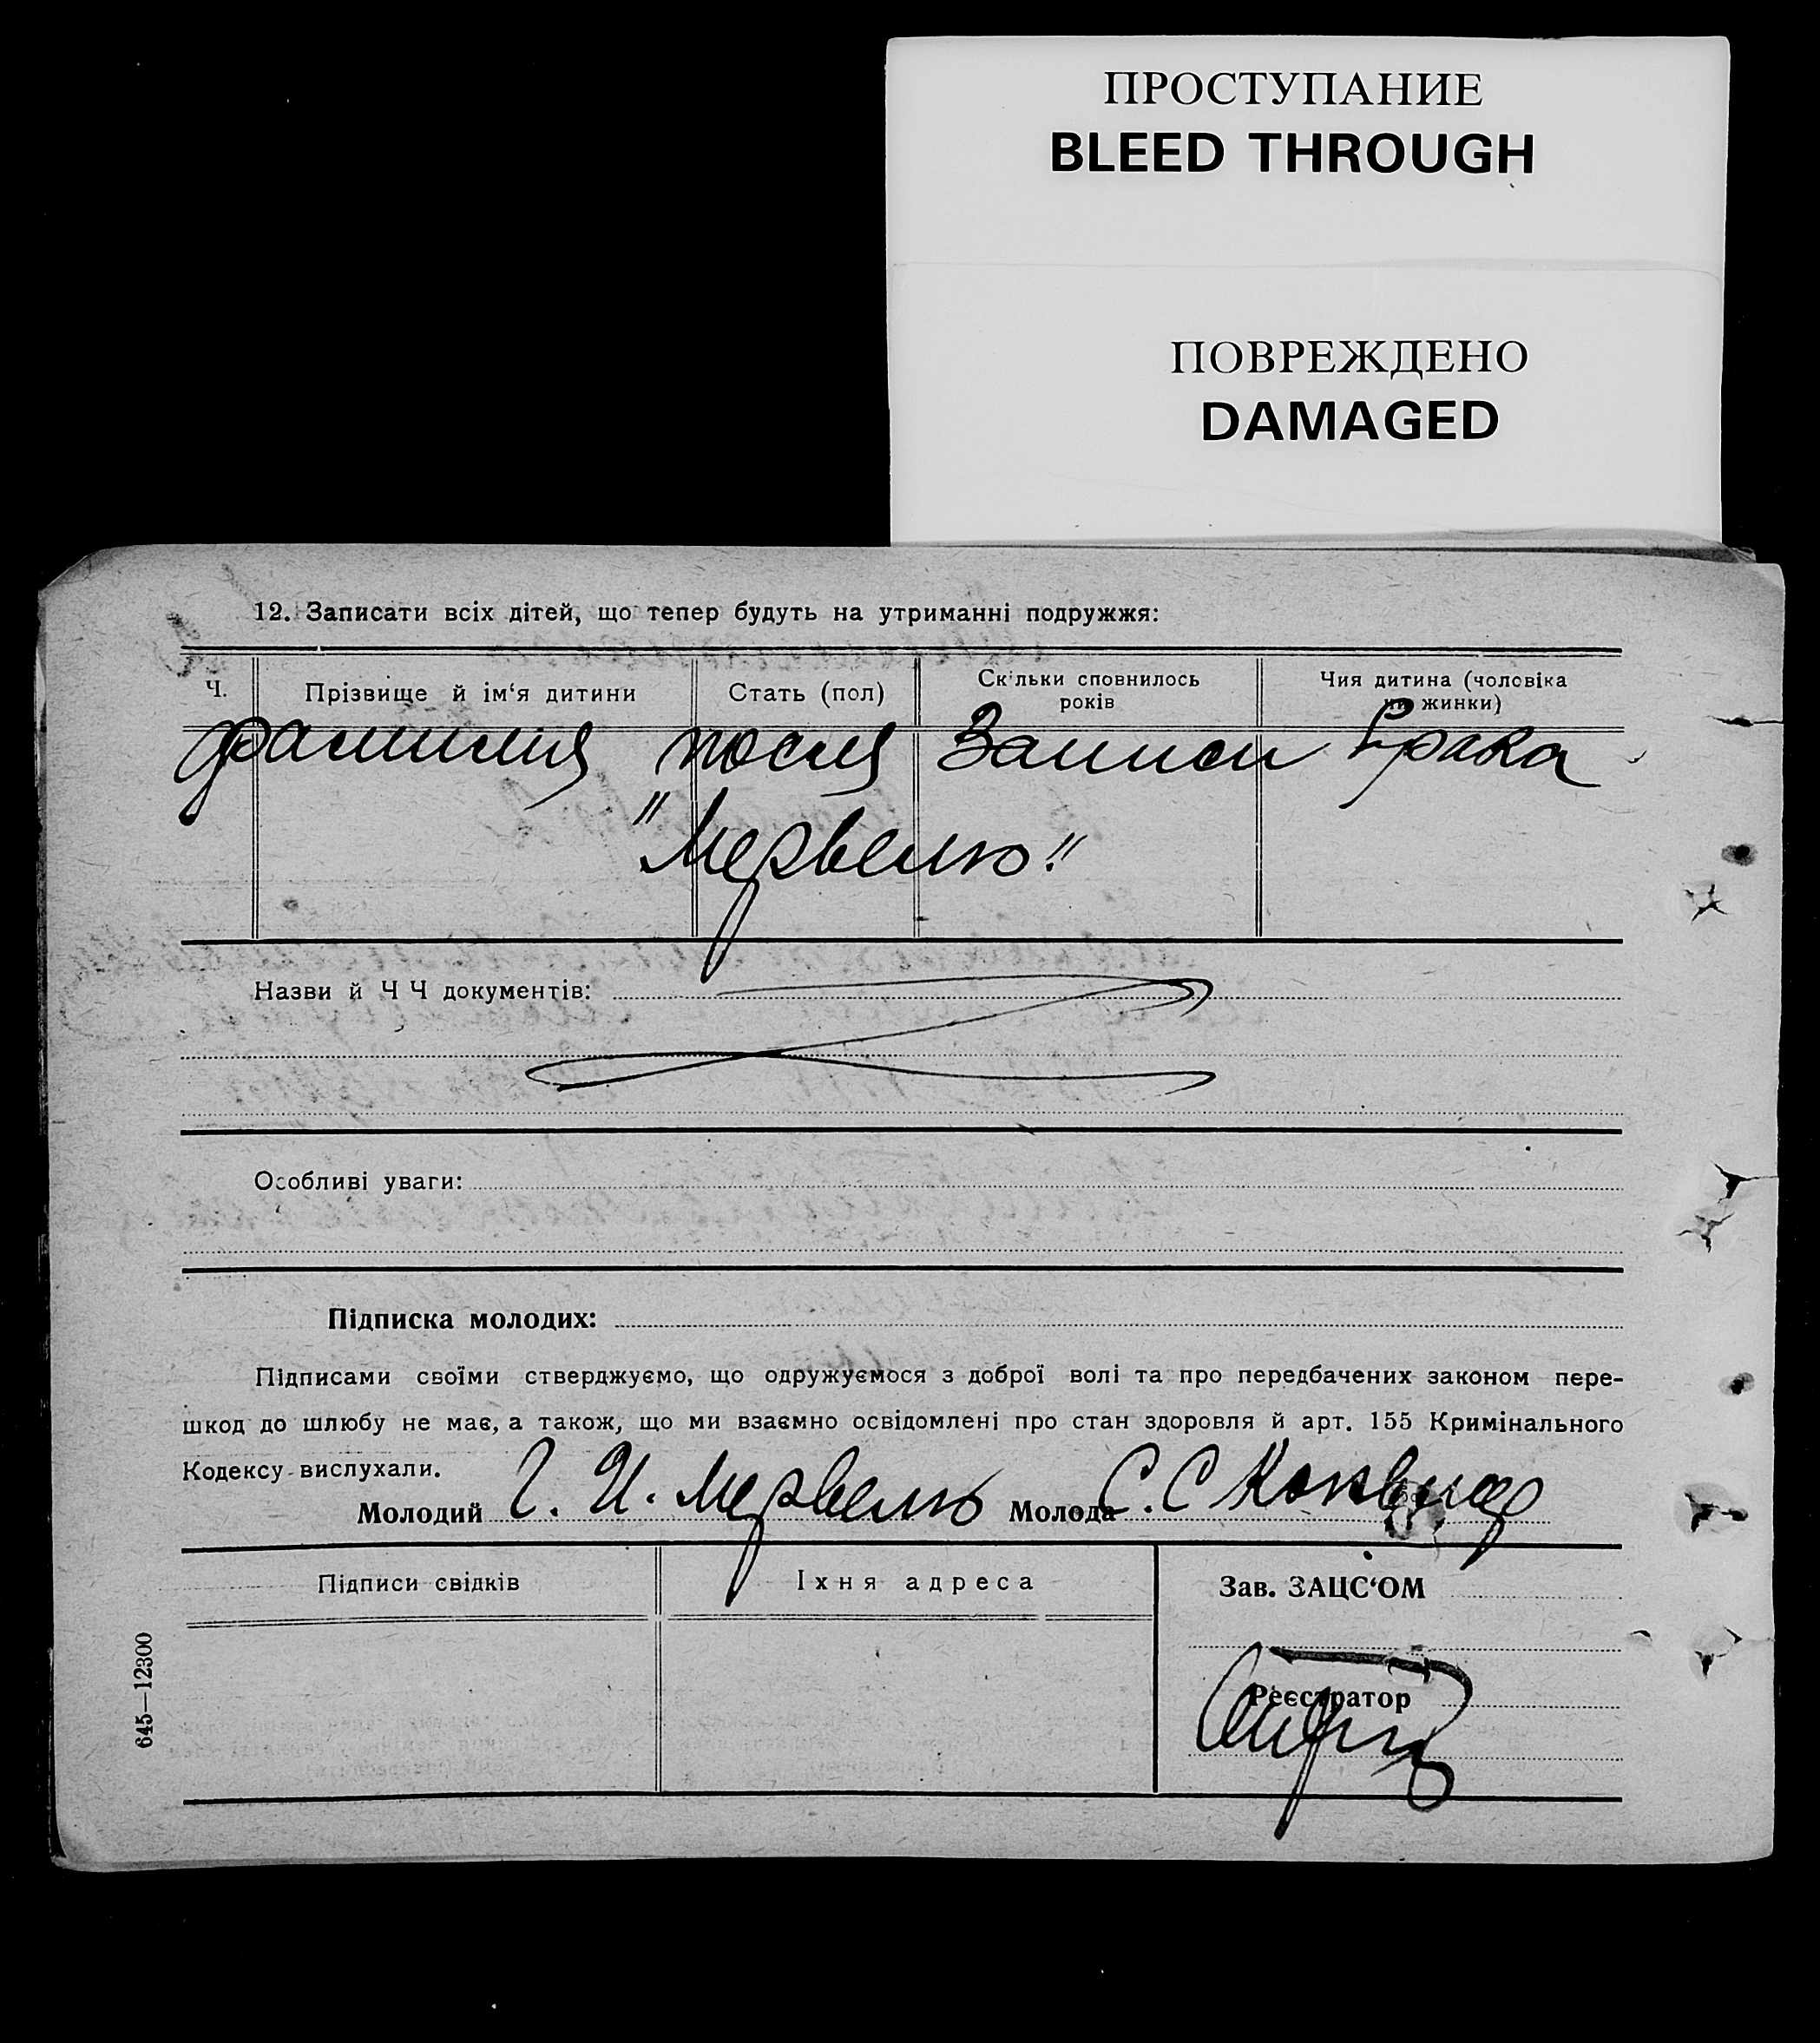 ПРОСТУПАНИЕ
BLEED THROUGH
ПОВРЕЖДЕНО
DAMAGED
12. Записати всіх дітей, що тепер будуть на утриманні подружжя:
Ч.
Прізвище й ім‘я дитини
Стать (пол)
Скільки сповнилось
років
Чия дитина (чоловіка
чи жинки)
фамилия после Записи брака
"Мервелю"
Назви й Ч Ч документів:
Особливі уваги:
Підписка молодих:
Підписами своїми стверджуємо, що одружуємося з доброї волі та про передбачених законом пере-
шкод до шлюбу не має, а також, що ми взаємно освідомлені про стан здоровля й арт. 155 Кримінального
Кодексу вислухали.
Молодий Г. И. Мервелю Молода С. С
Підписи свідків
Іхня адреса
Зав. ЗАЦС‘ОМ
Реєстратор
645—12300